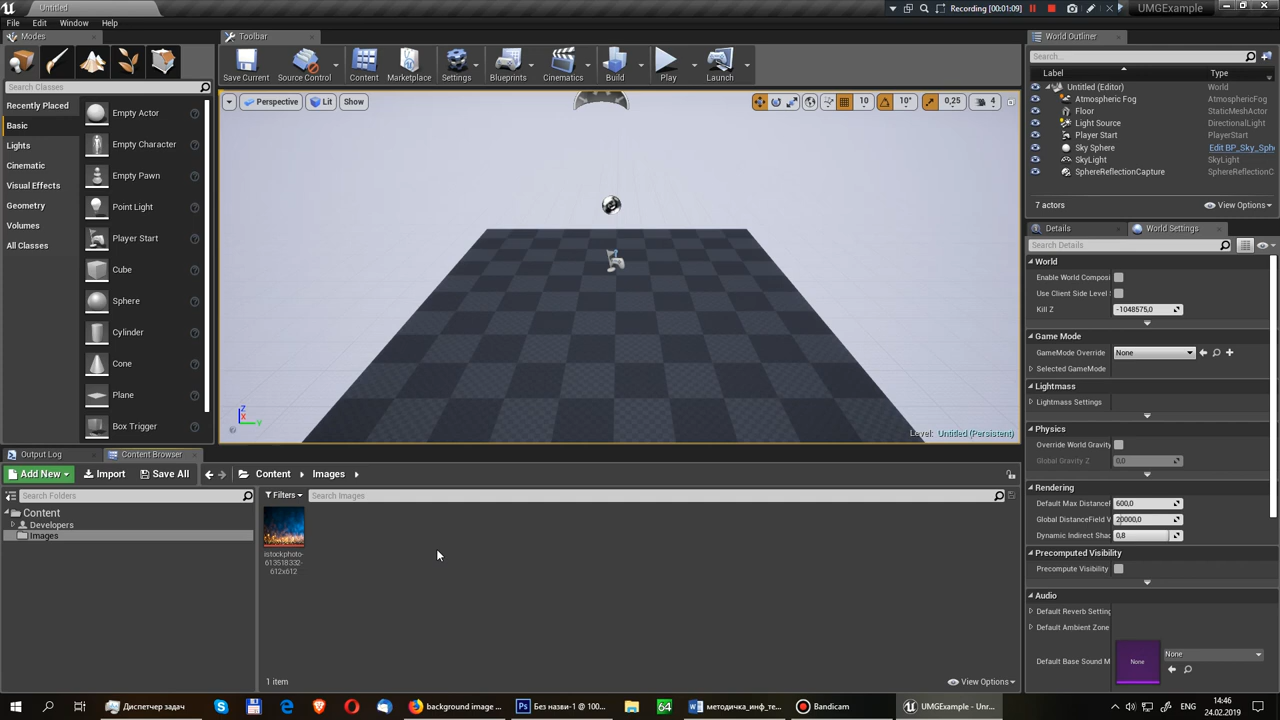 Untitled
Recording [00:01:09]
UMGExample
File Edit Window Help
Modes
Toolbar
World Outliner
Search Classes
Save Current
Source Control
Content
Marketplace
Settings
Blueprints
Cinematics
Build
Play
Launch
Search...
Label Type
Untitled (Editor) World
Atmospheric Fog AtmosphericFog
Floor StaticMeshActor
Light Source DirectionalLight
Player Start PlayerStart
Sky Sphere Edit BP_Sky_Sph
SkyLight SkyLight
SphereReflectionCapture SphereReflectionC
7 actors View Options
Recently Placed
Basic
Lights
Cinematic
Visual Effects
Geometry
Volumes
All Classes
Empty Actor
Empty Character
Empty Pawn
Point Light
Player Start
Cube
Sphere
Cylinder
Cone
Plane
Box Trigger
Perspective Lit Show
10 10° 0,25 4
Z
X
Y
Level: Untitled (Persistent)
Details World Settings
Search Details
World
Enable World Composi
Use Client Side Level
Kill Z -1048575,0
Game Mode
GameMode Override None
Selected GameMode
Lightmass
Lightmass Settings
Physics
Override World Gravity
Global Gravity Z 0,0
Rendering
Default Max Distance 600,0
Global DistanceField V 20000,0
Dynamic Indirect Sha 0,8
Precomputed Visibility
Precompute Visibility
Audio
Default Reverb Setting
Default Ambient Zone
Default Base Sound M None None
Output Log Content Browser
Add New Import Save All Content Images
Search Folders
Filters Search Images
Content
Developers
Images
istockphoto-
613518332-
612x612
1 item View Options
Диспетчер задач
background image ...
Без назви-1 @ 100...
64
методичка_инф_те...
Bandicam
UMGExample - Unr...
14:46
24.02.2019